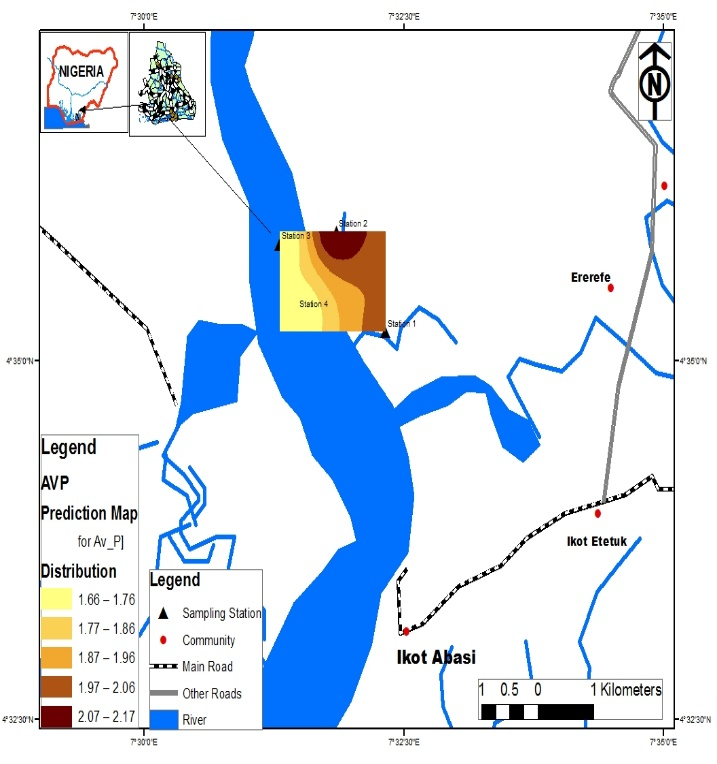 7°30'0"E 7°32'30"E 7°35'0"E
NIGERIA
N
Station 2
Station 3
Ererefe
Station 4
Station 1
4°35'0"N 4°35'0"N
Legend
AVP
Prediction Map
for Av_P]
Distribution
1.66 – 1.76
1.77 – 1.86
1.87 – 1.96
1.97 – 2.06
2.07 – 2.17
Legend
Sampling Station
Community
Main Road
Other Roads
River
Ikot Etetuk
Ikot Abasi
1 0.5 0 1 Kilometers
4°32'30"N 4°32'30"N
7°30'0"E 7°32'30"E 7°35'0"E